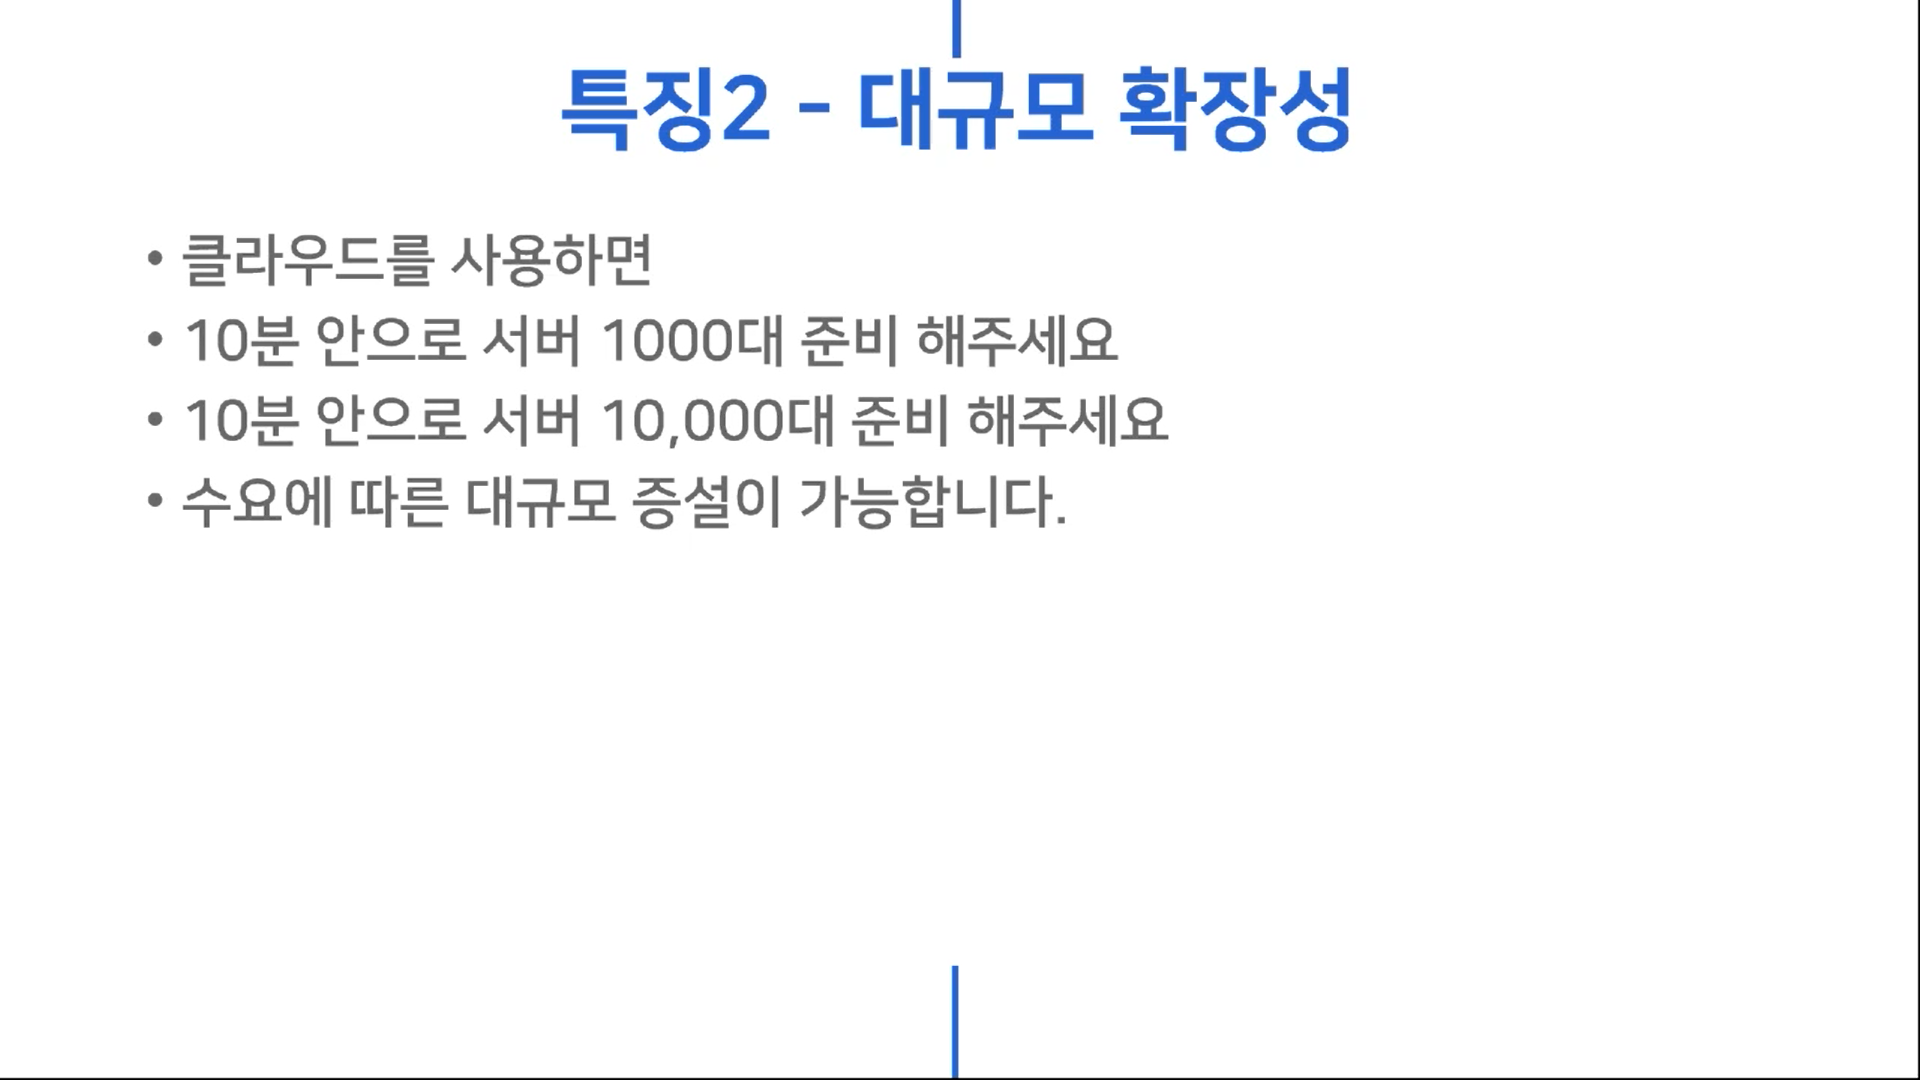 특징2 - 대규모 확장성
• 클라우드를 사용하면
• 10분 안으로 서버 1000대 준비 해주세요
• 10분 안으로 서버 10,000대 준비 해주세요
• 수요에 따른 대규모 증설이 가능합니다.